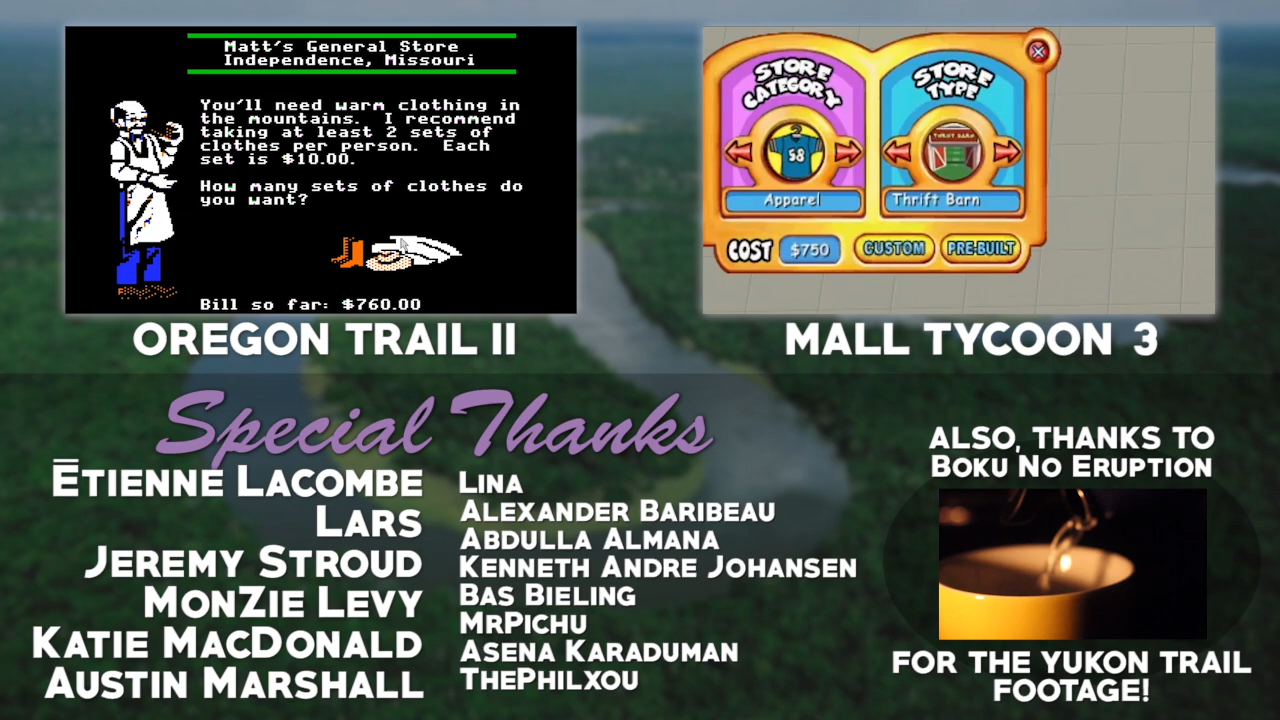 Matt's General Store
Independence, Missouri
You'll need warm clothing in
the mountains. I recommend
taking at least 2 sets of
clothes per person. Each
set is $10.00.
How many sets of clothes do
you want?
Bill so far: $760.00
OREGON TRAIL II
STORE
CATEGORY
58
Apparel
STORE
TYPE
THRIFT BARN
Thrift Barn
COST
$750
CUSTOM
PRE-BUILT
MALL TYCOON 3
Special Thanks
Ētienne Lacombe
Lars
Jeremy Stroud
MonZie Levy
Katie MacDonald
Austin Marshall
Lina
Alexander Baribeau
Abdulla Almana
Kenneth Andre Johansen
Bas Bieling
MrPichu
Asena Karaduman
ThePhilxou
ALSO, THANKS TO
Boku No Eruption
FOR THE YUKON TRAIL
FOOTAGE!